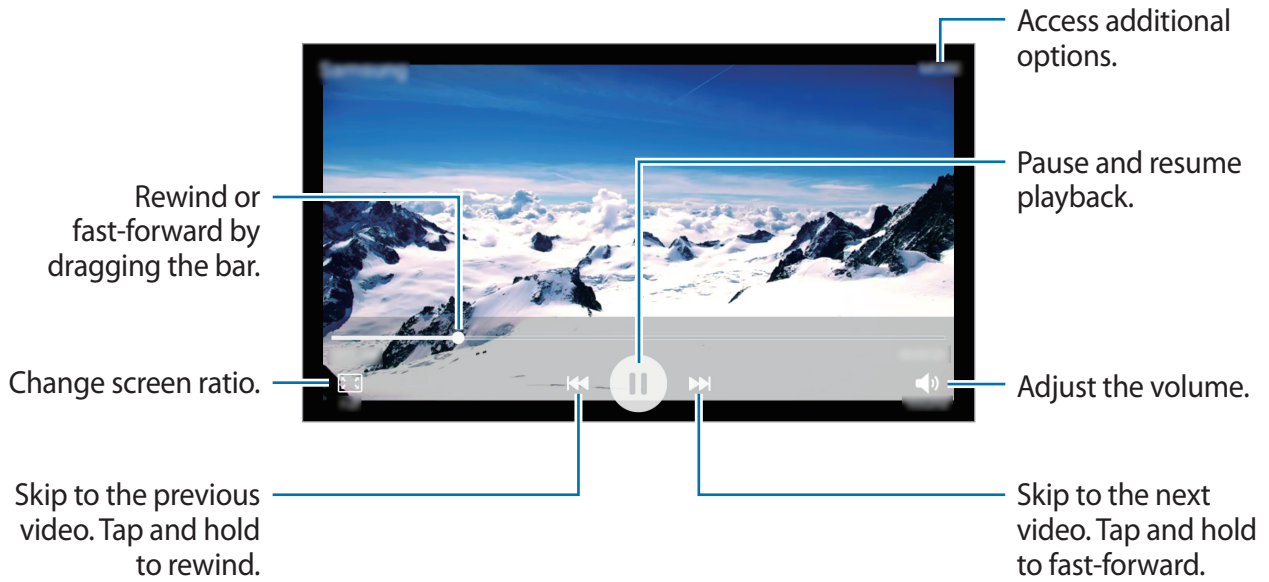 Access additional
options.
Pause and resume
playback.
Rewind or
fast-forward by
dragging the bar.
Change screen ratio.
Adjust the volume.
Skip to the previous
video. Tap and hold
to rewind.
Skip to the next
video. Tap and hold
to fast-forward.